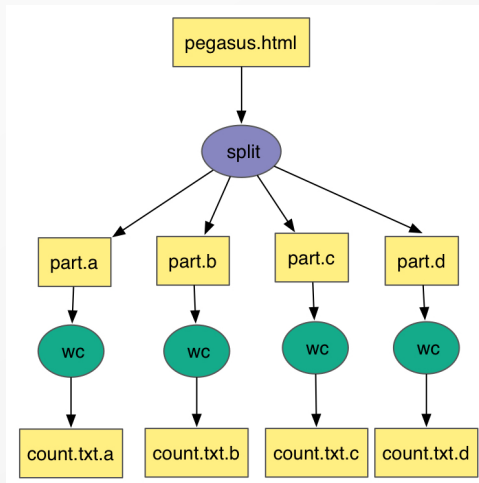 pegasus.html
split
part.a
part.b
part.c
part.d
wc
wc
wc
wc
count.txt.a
count.txt.b
count.txt.c
count.txt.d